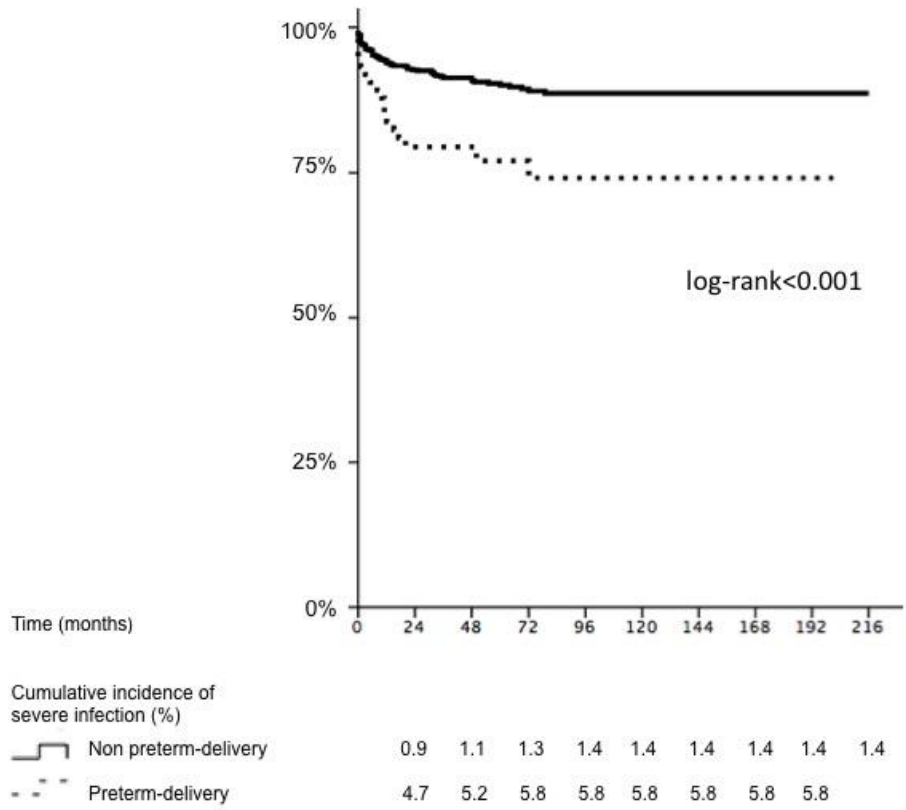 100%
75%
log-rank<0.001
50%
25%
0%
Time (months)
0 24 48 72 96 120 144 168 192 216
Cumulative incidence of
severe infection (%)
Non preterm-delivery 0.9 1.1 1.3 1.4 1.4 1.4 1.4 1.4 1.4
Preterm-delivery 4.7 5.2 5.8 5.8 5.8 5.8 5.8 5.8